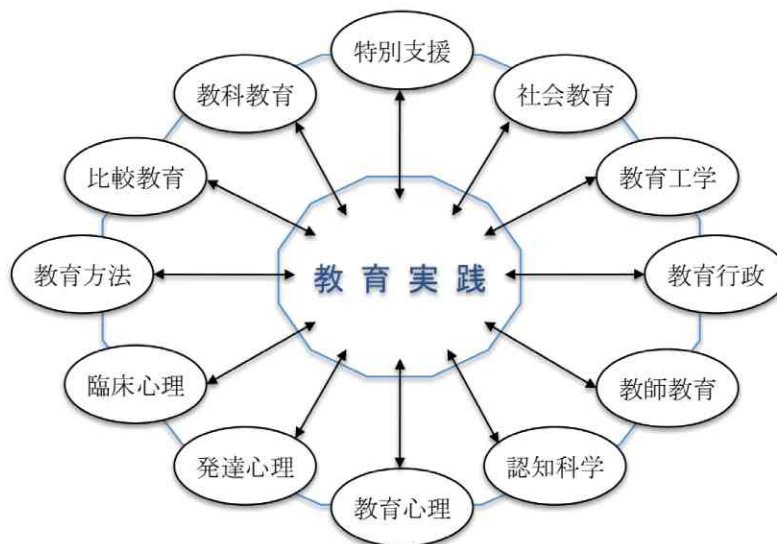 特別支援
教科教育
社会教育
比較教育
教育工学
教育方法
教育実践
教育行政
臨床心理
教師教育
発達心理
認知科学
教育心理